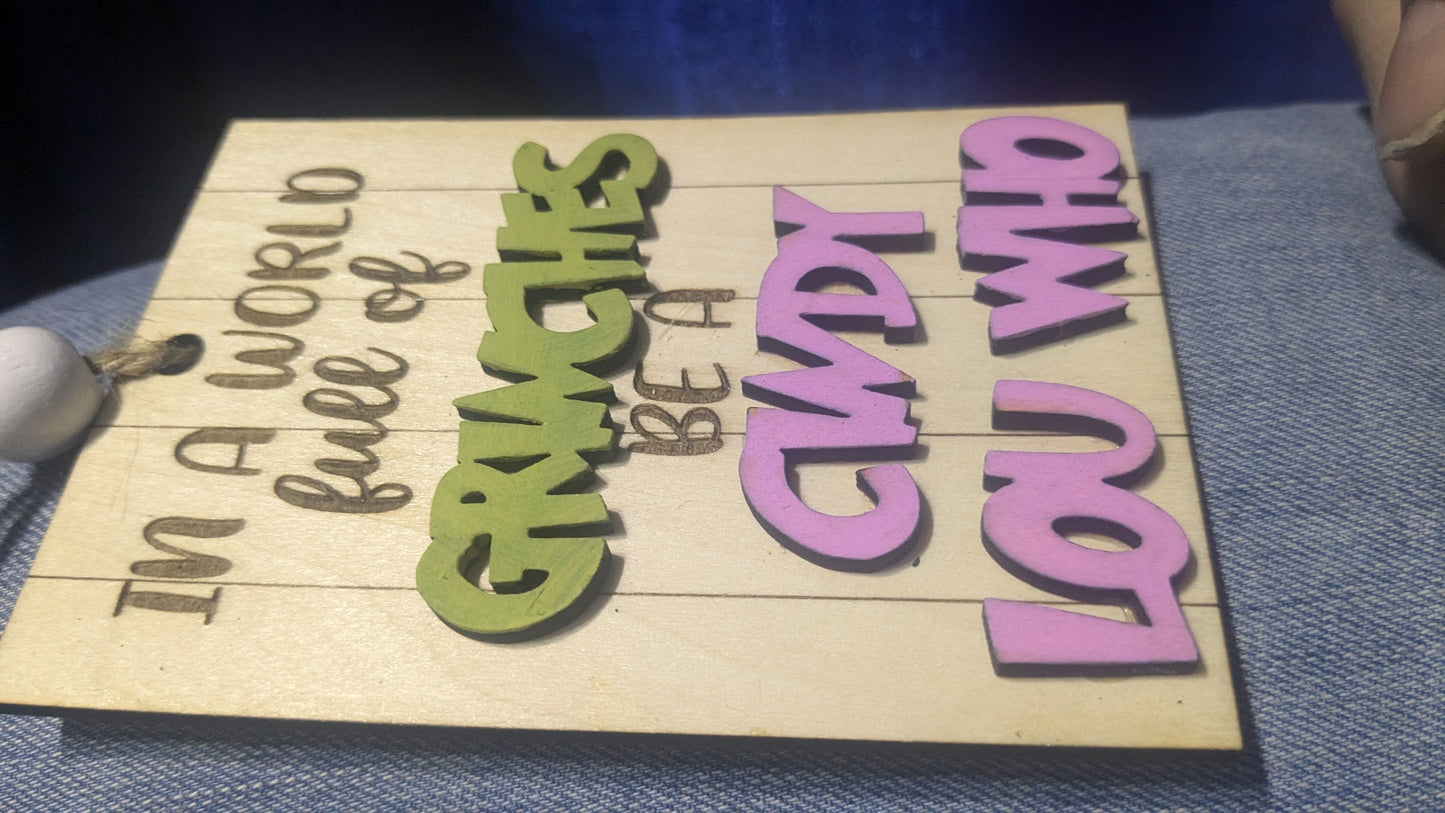 In A WORLD
full of
GRINCHES
BE A
CINDY
LOU WHO